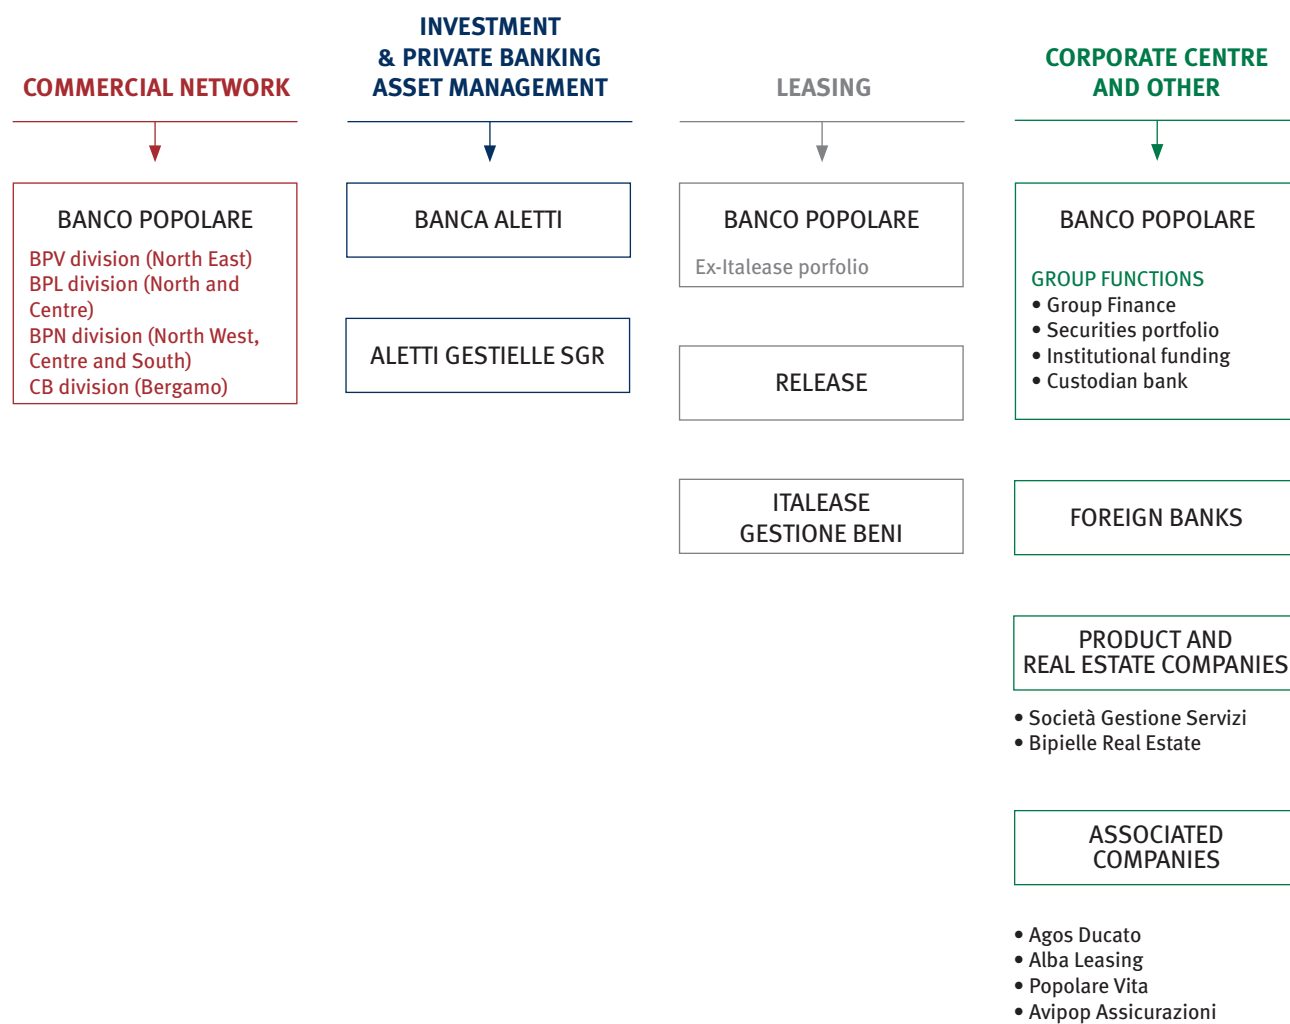 COMMERCIAL NETWORK
BANCO POPOLARE
BPV division (North East)
BPL division (North and
Centre)
BPN division (North West,
Centre and South)
CB division (Bergamo)
INVESTMENT
& PRIVATE BANKING
ASSET MANAGEMENT
BANCA ALETTI
ALETTI GESTIELLE SGR
LEASING
BANCO POPOLARE
Ex-Italease porfolio
RELEASE
ITALEASE
GESTIONE BENI
CORPORATE CENTRE
AND OTHER
BANCO POPOLARE
GROUP FUNCTIONS
• Group Finance
• Securities portfolio
• Institutional funding
• Custodian bank
FOREIGN BANKS
PRODUCT AND
REAL ESTATE COMPANIES
• Società Gestione Servizi
• Bipielle Real Estate
ASSOCIATED
COMPANIES
• Agos Ducato
• Alba Leasing
• Popolare Vita
• Avipop Assicurazioni